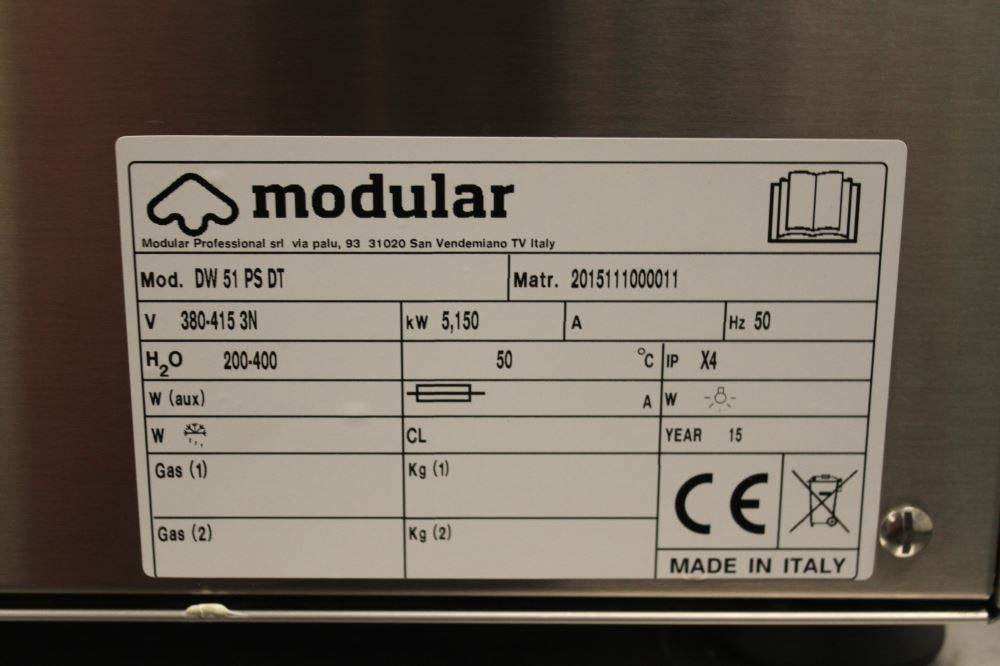 modular
Modular Professional srl via palu, 93 31020 San Vendemiano TV Italy
Mod. DW 51 PS DT Matr. 2015111000011
V 380-415 3N kW 5,150 A Hz 50
H₂O 200-400 50 °C IP X4
W (aux) A W
W CL YEAR 15
Gas (1) Kg (1)
CE
Gas (2) Kg (2)
MADE IN ITALY